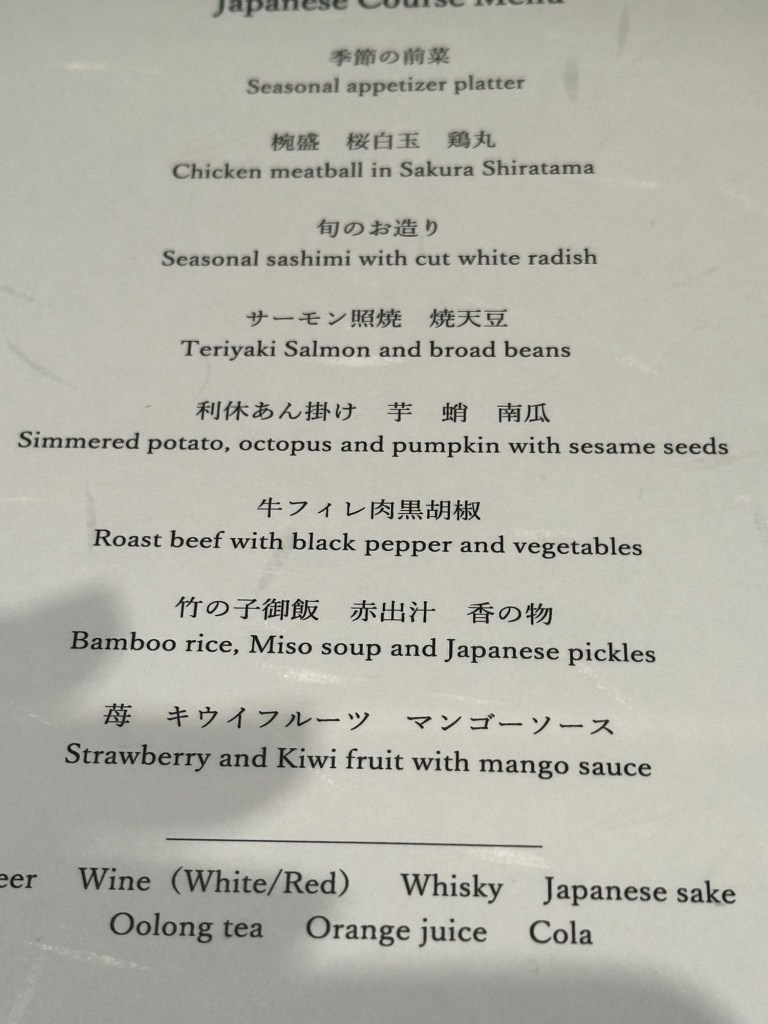 Japanese Course Menu
季節の前菜
Seasonal appetizer platter
椀盛　桜白玉　鶏丸
Chicken meatball in Sakura Shiratama
旬のお造り
Seasonal sashimi with cut white radish
サーモン照焼　焼天豆
Teriyaki Salmon and broad beans
利休あん掛け　芋　蛸　南瓜
Simmered potato, octopus and pumpkin with sesame seeds
牛フィレ肉黒胡椒
Roast beef with black pepper and vegetables
竹の子御飯　赤出汁　香の物
Bamboo rice, Miso soup and Japanese pickles
苺　キウイフルーツ　マンゴーソース
Strawberry and Kiwi fruit with mango sauce
eer　Wine（White/Red）　Whisky　Japanese sake
Oolong tea　Orange juice　Cola